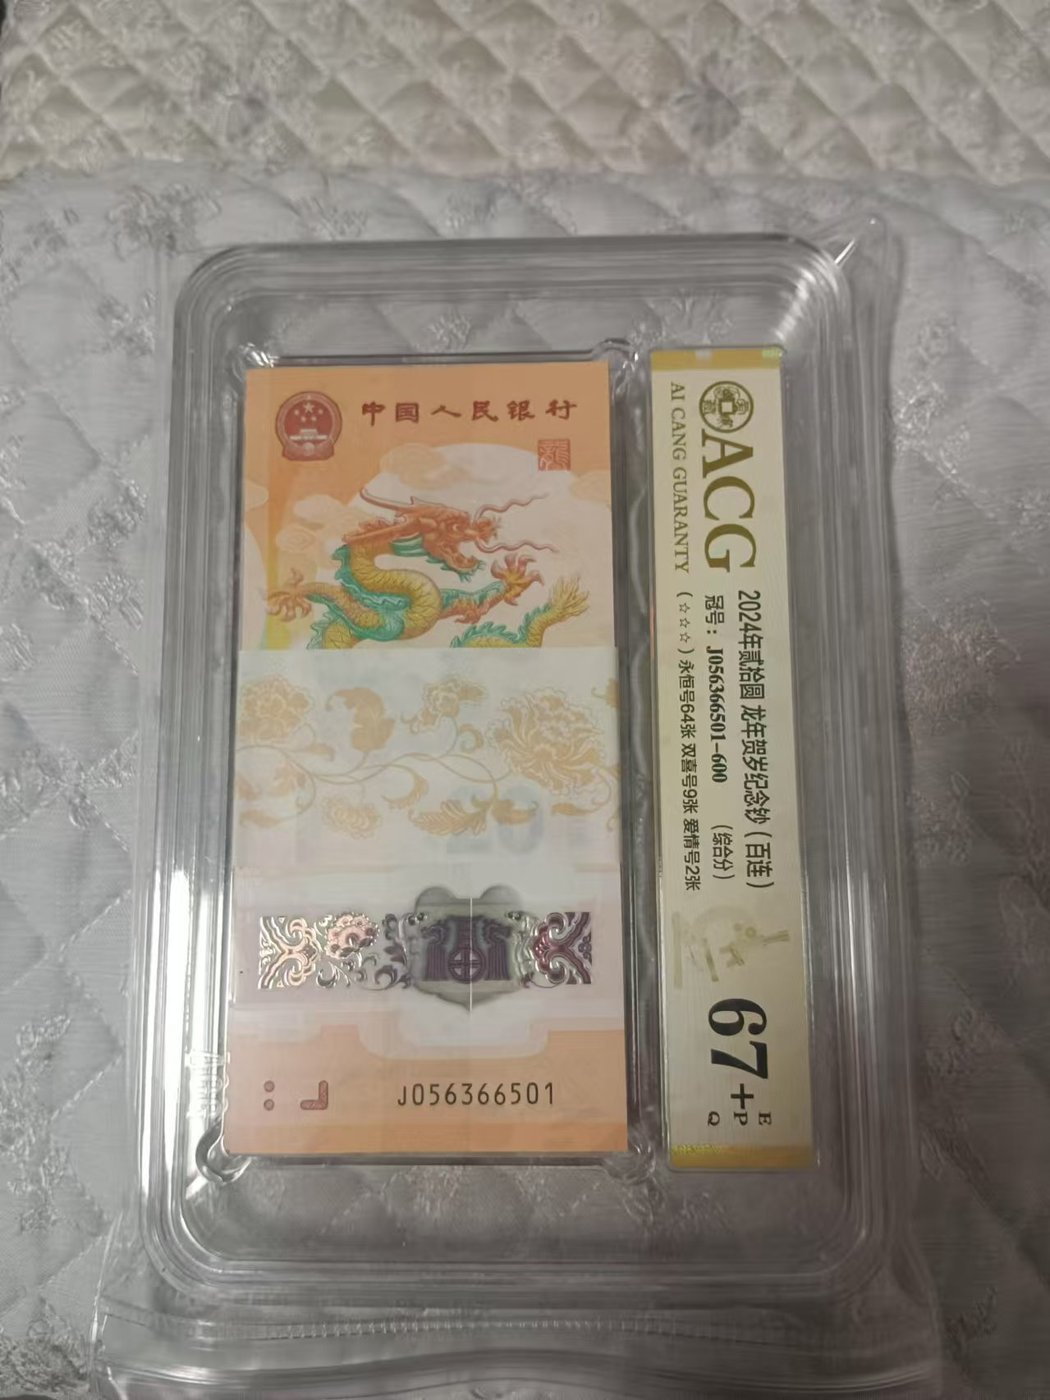 中国人民银行
J056366501
ACG
AI CANG GUARANTY
2024年贰拾圆 龙年贺岁纪念钞（百连）
冠号：J056366501-600 （综合分）
（☆☆☆）永恒号64张 双喜号9张 爱情号2张
67+
E
P
Q